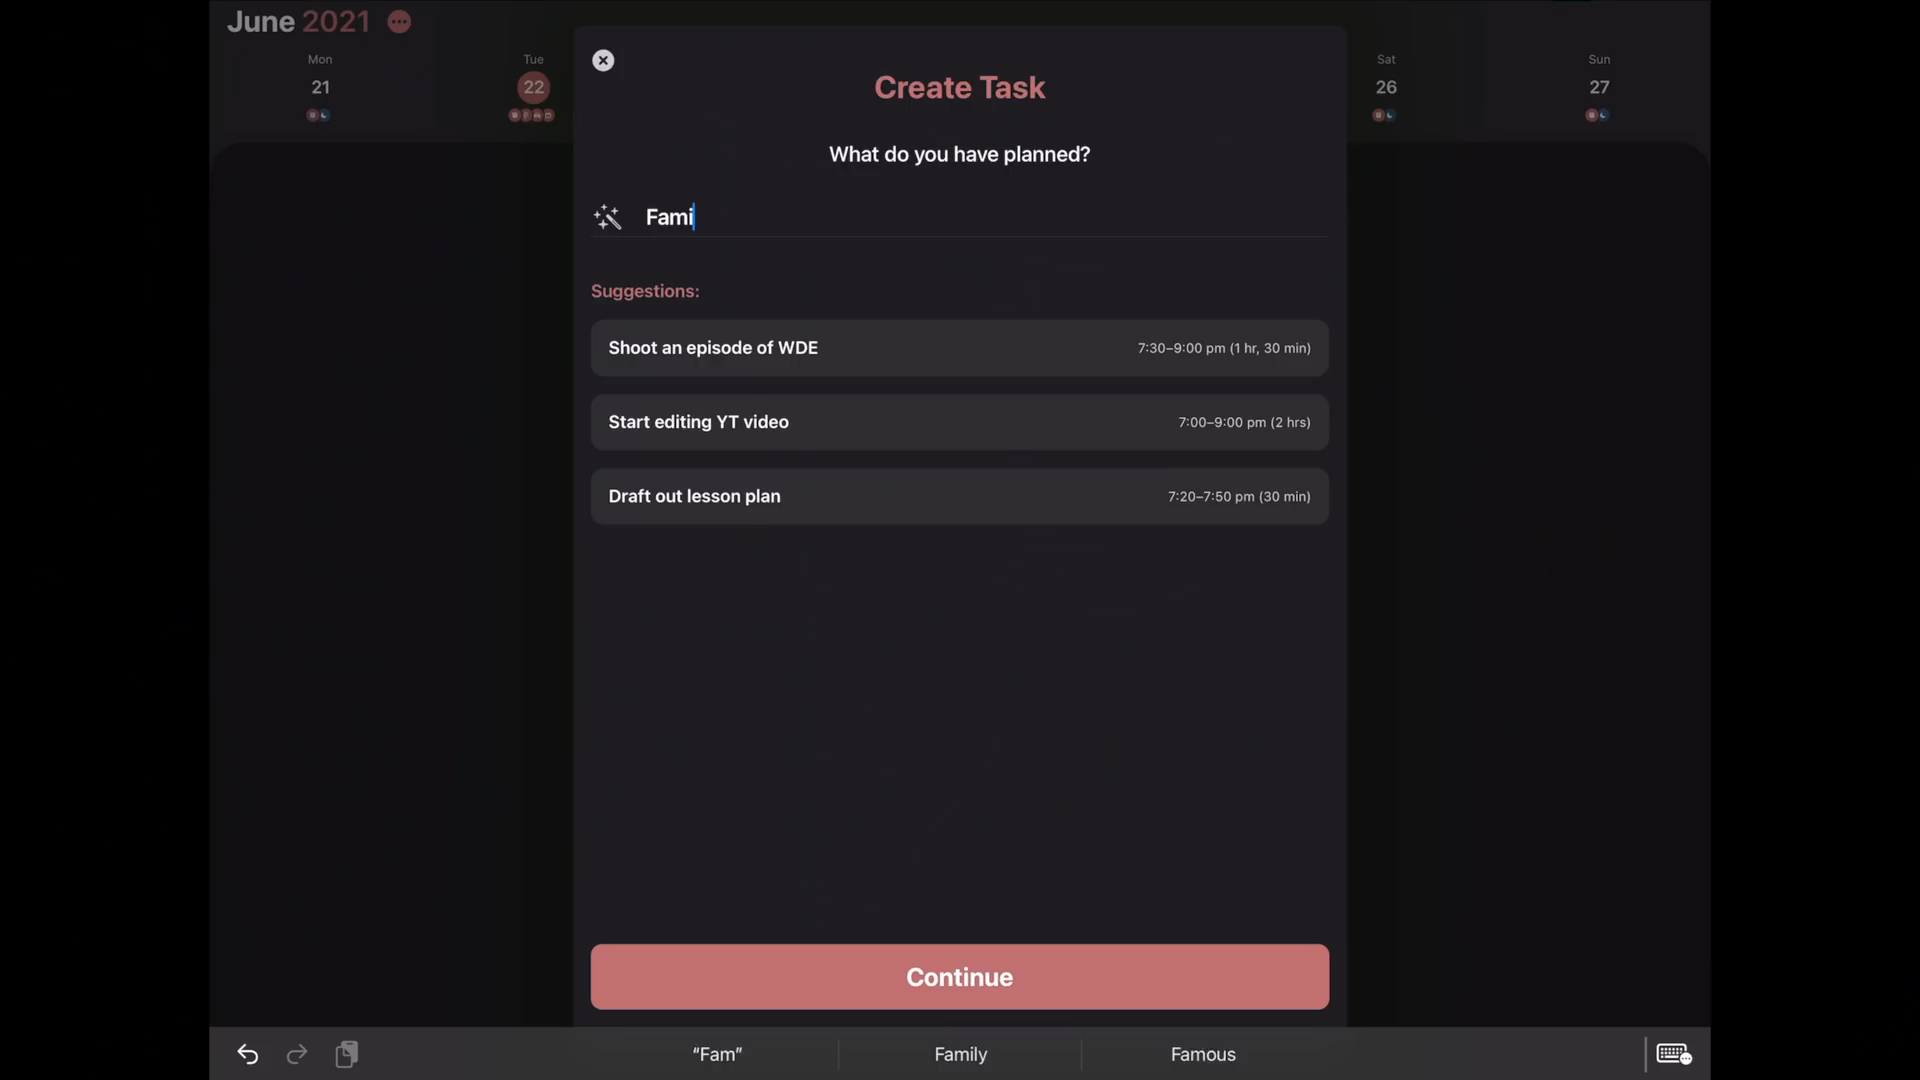 June 2021
Mon
Tue
Sat
Sun
21
22
26
27
Create Task
What do you have planned?
Fami
Suggestions:
Shoot an episode of WDE
7:30–9:00 pm (1 hr, 30 min)
Start editing YT video
7:00–9:00 pm (2 hrs)
Draft out lesson plan
7:20–7:50 pm (30 min)
Continue
“Fam”
Family
Famous